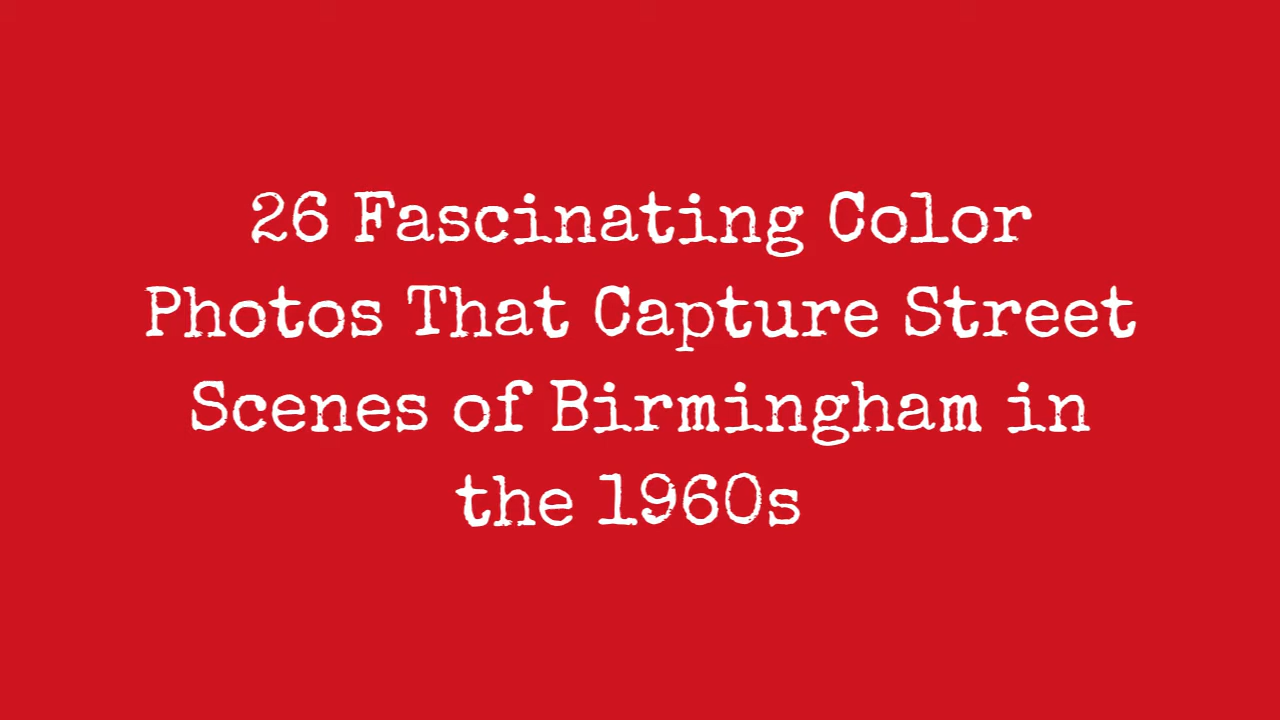 26 Fascinating Color
Photos That Capture Street
Scenes of Birmingham in
the 1960s